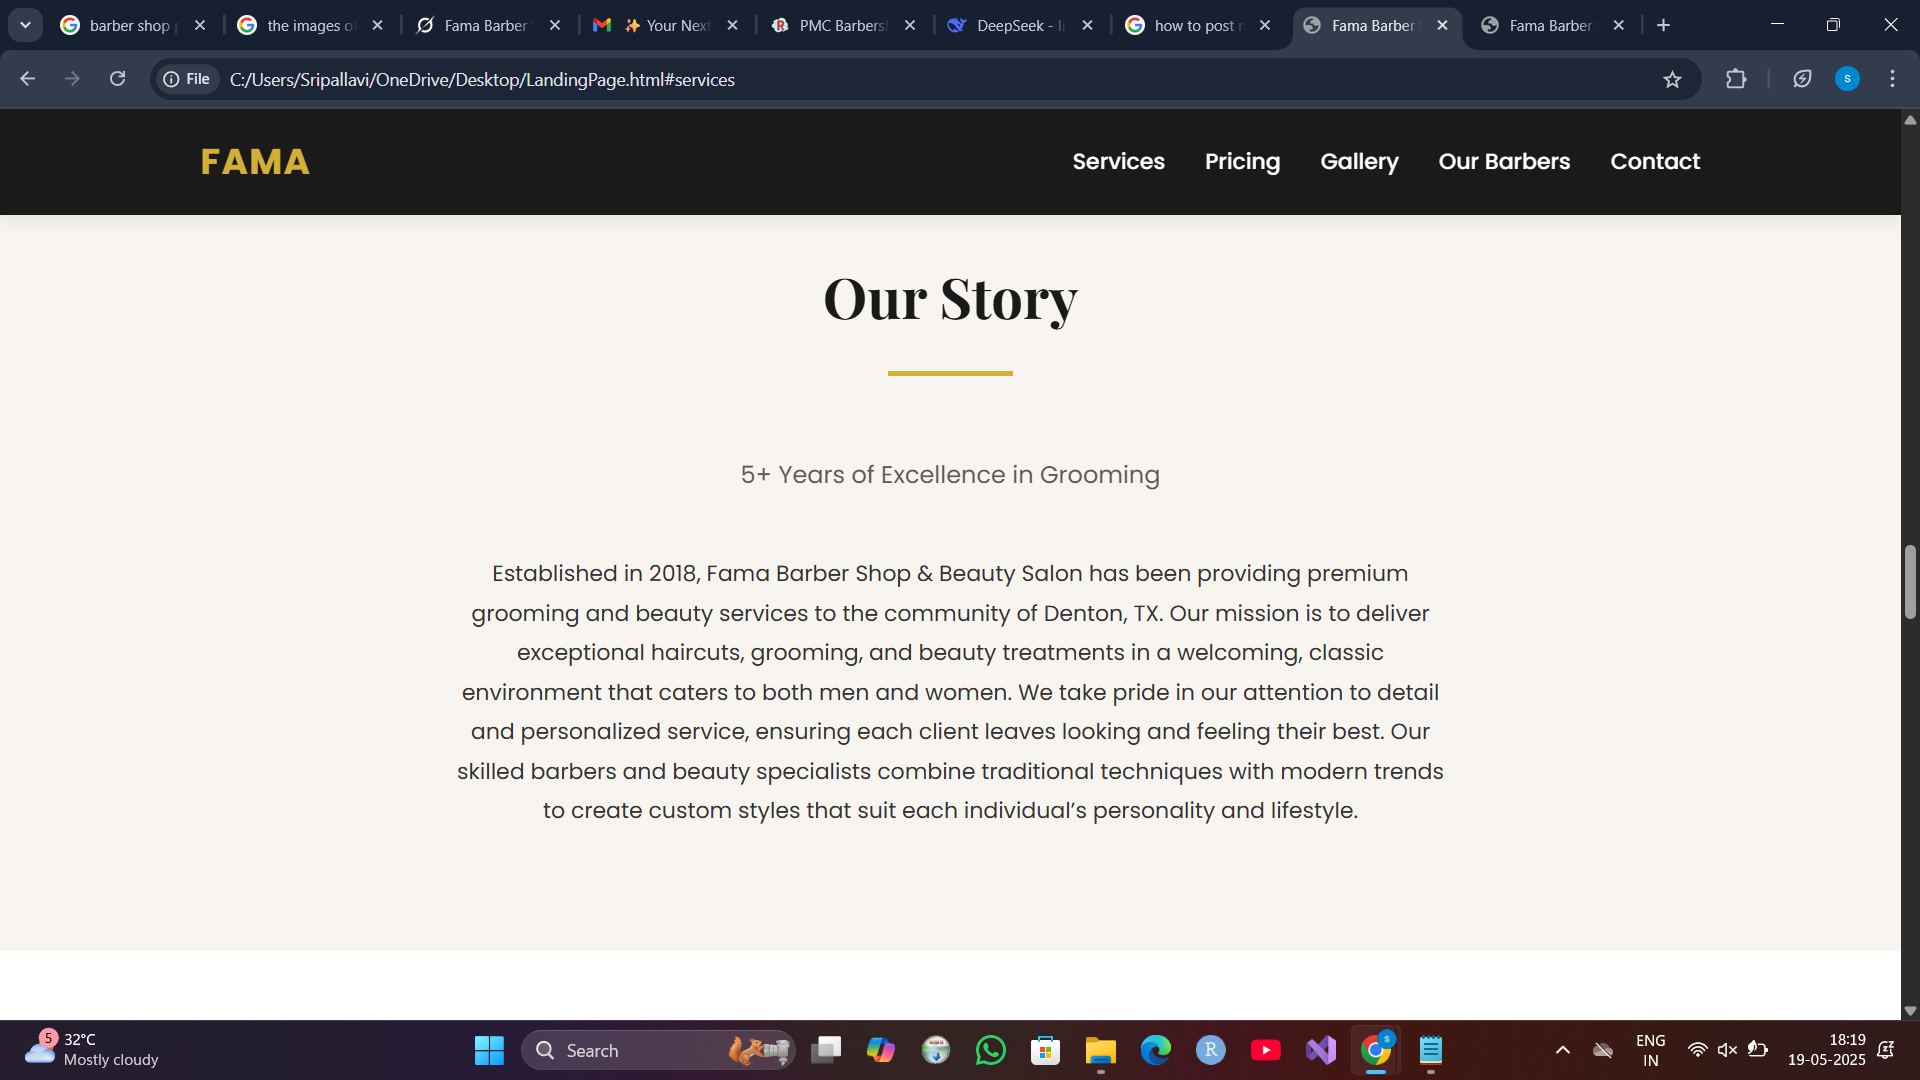 barber shop p
the images of
Fama Barber S
✨ Your Next
PMC Barbersh
DeepSeek - In
how to post r
Fama Barber S
Fama Barber
File
C:/Users/Sripallavi/OneDrive/Desktop/LandingPage.html#services
s
FAMA
Services
Pricing
Gallery
Our Barbers
Contact
Our Story
5+ Years of Excellence in Grooming
Established in 2018, Fama Barber Shop & Beauty Salon has been providing premium
grooming and beauty services to the community of Denton, TX. Our mission is to deliver
exceptional haircuts, grooming, and beauty treatments in a welcoming, classic
environment that caters to both men and women. We take pride in our attention to detail
and personalized service, ensuring each client leaves looking and feeling their best. Our
skilled barbers and beauty specialists combine traditional techniques with modern trends
to create custom styles that suit each individual’s personality and lifestyle.
5
32°C
Mostly cloudy
Search
R
s
ENG
IN
18:19
19-05-2025